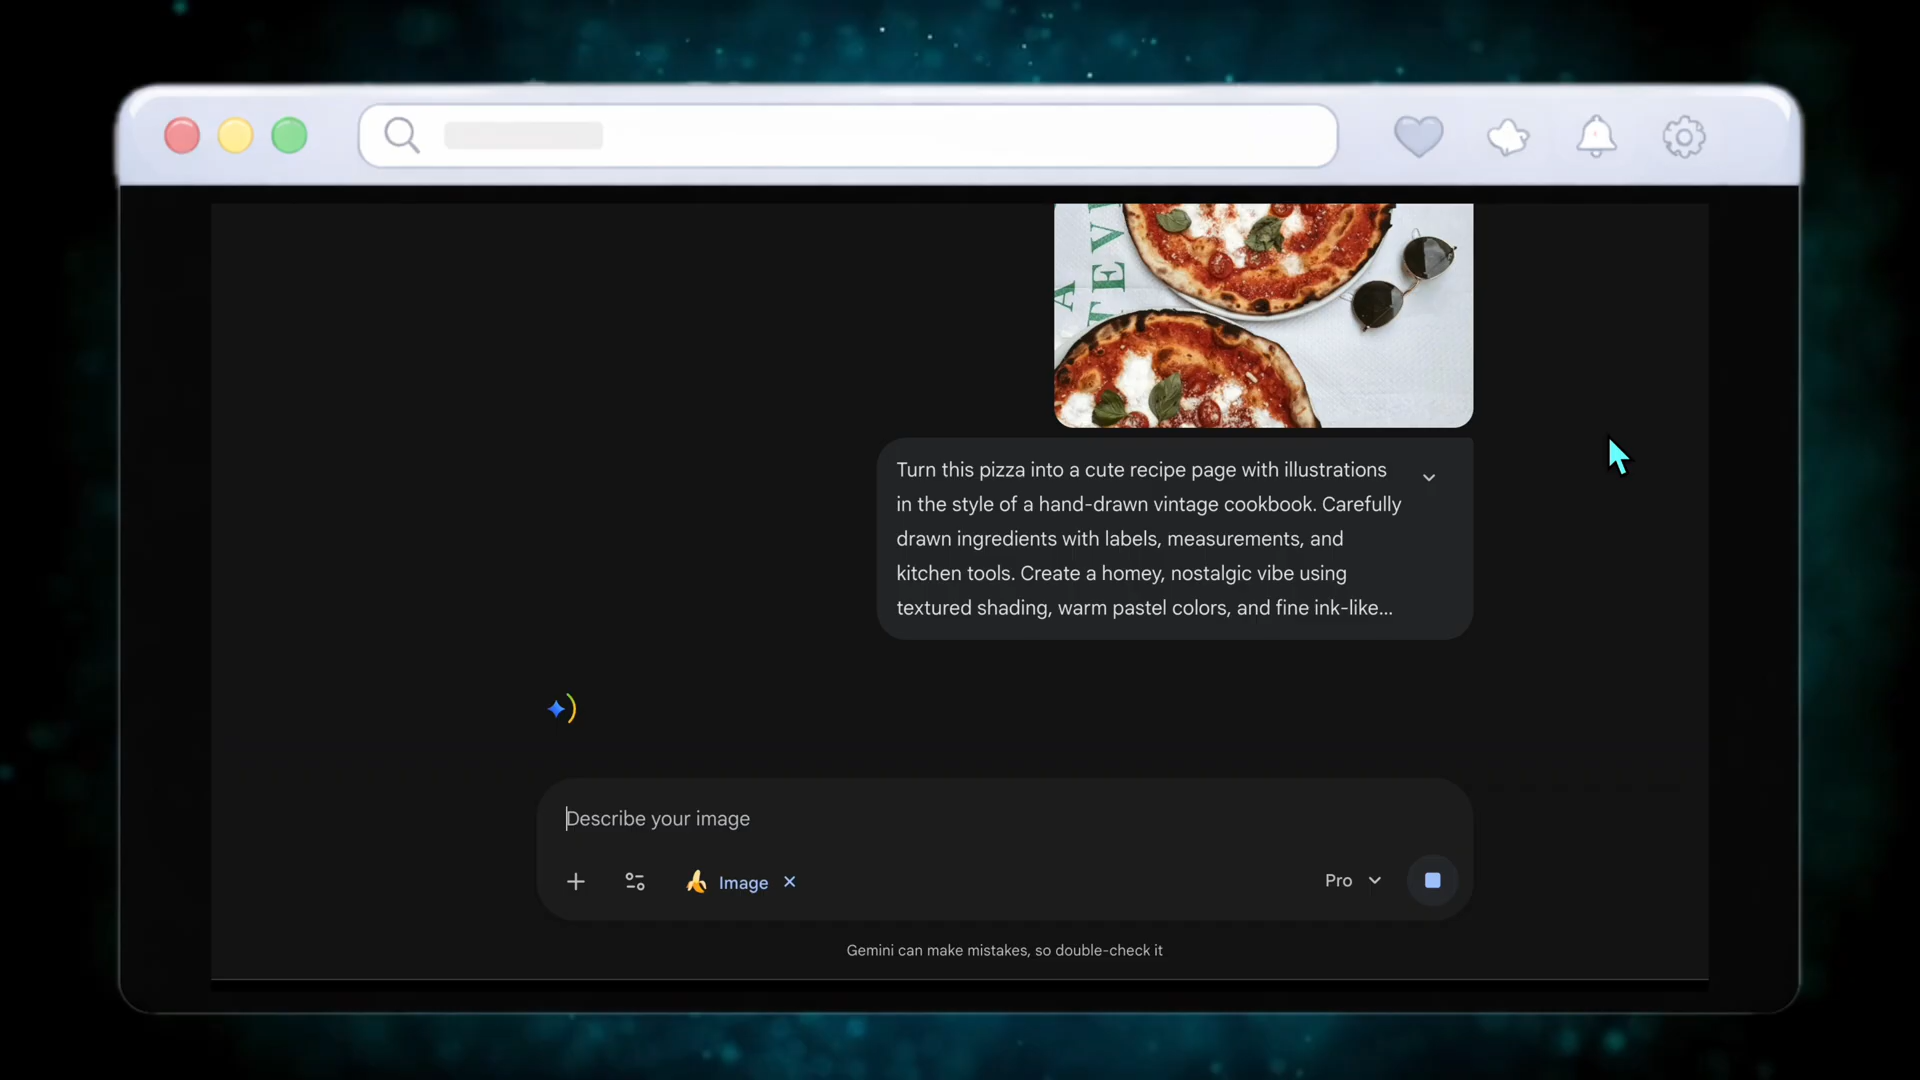 A
TEV
Turn this pizza into a cute recipe page with illustrations
in the style of a hand-drawn vintage cookbook. Carefully
drawn ingredients with labels, measurements, and
kitchen tools. Create a homey, nostalgic vibe using
textured shading, warm pastel colors, and fine ink-like...
Describe your image
Image
Pro
Gemini can make mistakes, so double-check it